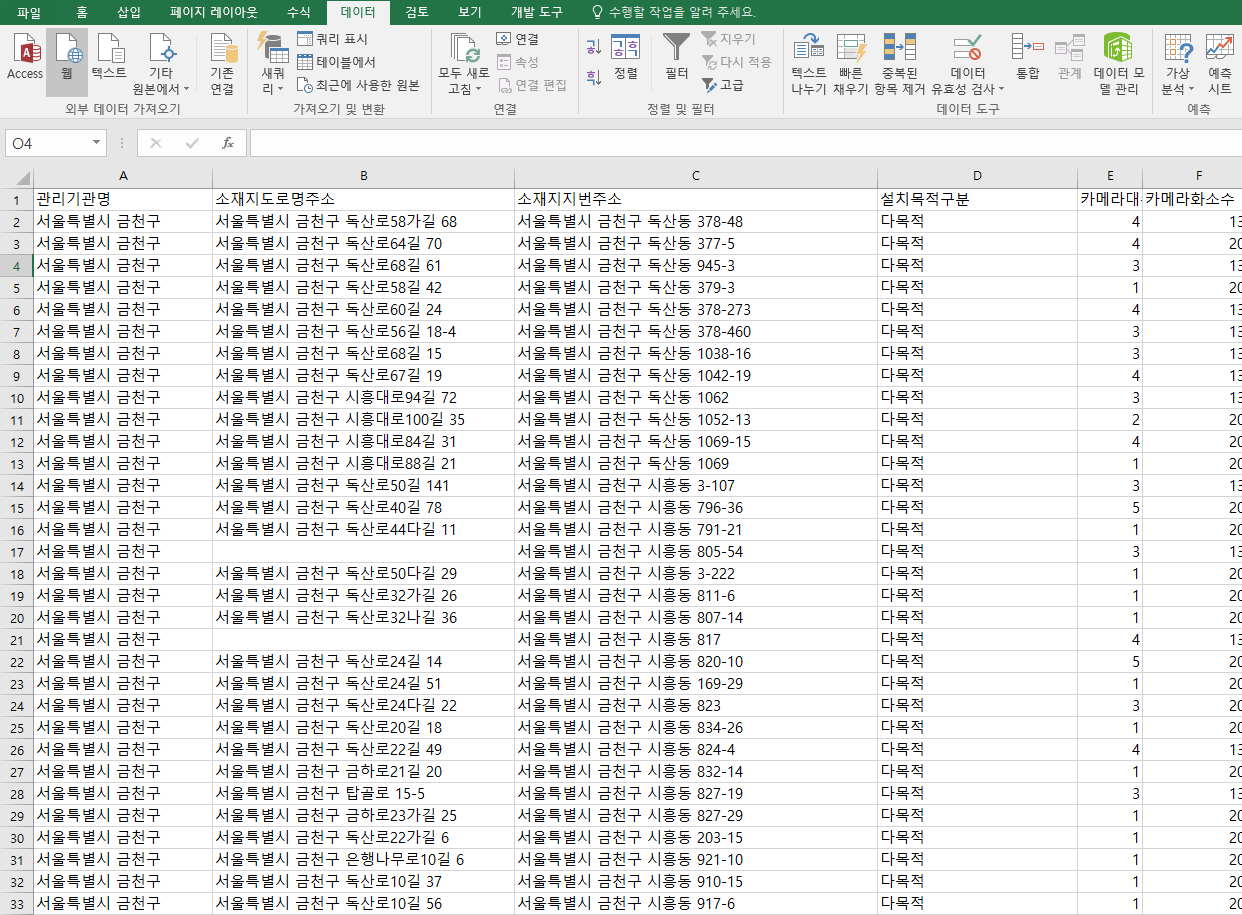 파일 홈 삽입 페이지 레이아웃 수식 데이터 검토 보기 개발 도구 수행할 작업을 알려 주세요.
Access 웹 텍스트 기타 원본에서 기존 연결
외부 데이터 가져오기
새 쿼리 쿼리 표시 테이블에서 최근에 사용한 원본
가져오기 및 변환
모두 새로 고침 연결 속성 연결 편집
연결
정렬 필터 지우기 다시 적용 고급
정렬 및 필터
텍스트 나누기 빠른 채우기 중복된 항목 제거 데이터 유효성 검사 통합 관계 데이터 모델 관리
데이터 도구
가상 분석 예측 시트
예측
O4 fx
A B C D E F
1 관리기관명 소재지도로명주소 소재지지번주소 설치목적구분 카메라대 카메라화소수
2 서울특별시 금천구 서울특별시 금천구 독산로58가길 68 서울특별시 금천구 독산동 378-48 다목적 4 13
3 서울특별시 금천구 서울특별시 금천구 독산로64길 70 서울특별시 금천구 독산동 377-5 다목적 4 20
4 서울특별시 금천구 서울특별시 금천구 독산로68길 61 서울특별시 금천구 독산동 945-3 다목적 3 13
5 서울특별시 금천구 서울특별시 금천구 독산로58길 42 서울특별시 금천구 독산동 379-3 다목적 1 20
6 서울특별시 금천구 서울특별시 금천구 독산로60길 24 서울특별시 금천구 독산동 378-273 다목적 4 13
7 서울특별시 금천구 서울특별시 금천구 독산로56길 18-4 서울특별시 금천구 독산동 378-460 다목적 3 13
8 서울특별시 금천구 서울특별시 금천구 독산로68길 15 서울특별시 금천구 독산동 1038-16 다목적 3 13
9 서울특별시 금천구 서울특별시 금천구 독산로67길 19 서울특별시 금천구 독산동 1042-19 다목적 4 13
10 서울특별시 금천구 서울특별시 금천구 시흥대로94길 72 서울특별시 금천구 독산동 1062 다목적 3 13
11 서울특별시 금천구 서울특별시 금천구 시흥대로100길 35 서울특별시 금천구 독산동 1052-13 다목적 2 20
12 서울특별시 금천구 서울특별시 금천구 시흥대로84길 31 서울특별시 금천구 독산동 1069-15 다목적 4 20
13 서울특별시 금천구 서울특별시 금천구 시흥대로88길 21 서울특별시 금천구 독산동 1069 다목적 1 20
14 서울특별시 금천구 서울특별시 금천구 독산로50길 141 서울특별시 금천구 시흥동 3-107 다목적 3 13
15 서울특별시 금천구 서울특별시 금천구 독산로40길 78 서울특별시 금천구 시흥동 796-36 다목적 5 20
16 서울특별시 금천구 서울특별시 금천구 독산로44다길 11 서울특별시 금천구 시흥동 791-21 다목적 1 20
17 서울특별시 금천구 서울특별시 금천구 시흥동 805-54 다목적 3 13
18 서울특별시 금천구 서울특별시 금천구 독산로50다길 29 서울특별시 금천구 시흥동 3-222 다목적 1 20
19 서울특별시 금천구 서울특별시 금천구 독산로32가길 26 서울특별시 금천구 시흥동 811-6 다목적 1 20
20 서울특별시 금천구 서울특별시 금천구 독산로32나길 36 서울특별시 금천구 시흥동 807-14 다목적 1 20
21 서울특별시 금천구 서울특별시 금천구 시흥동 817 다목적 4 13
22 서울특별시 금천구 서울특별시 금천구 독산로24길 14 서울특별시 금천구 시흥동 820-10 다목적 5 20
23 서울특별시 금천구 서울특별시 금천구 독산로24길 51 서울특별시 금천구 시흥동 169-29 다목적 1 20
24 서울특별시 금천구 서울특별시 금천구 독산로24다길 22 서울특별시 금천구 시흥동 823 다목적 3 20
25 서울특별시 금천구 서울특별시 금천구 독산로20길 18 서울특별시 금천구 시흥동 834-26 다목적 1 20
26 서울특별시 금천구 서울특별시 금천구 독산로22길 49 서울특별시 금천구 시흥동 824-4 다목적 4 13
27 서울특별시 금천구 서울특별시 금천구 금하로21길 20 서울특별시 금천구 시흥동 832-14 다목적 1 20
28 서울특별시 금천구 서울특별시 금천구 탑골로 15-5 서울특별시 금천구 시흥동 827-19 다목적 3 13
29 서울특별시 금천구 서울특별시 금천구 금하로23가길 25 서울특별시 금천구 시흥동 827-29 다목적 1 20
30 서울특별시 금천구 서울특별시 금천구 독산로22가길 6 서울특별시 금천구 시흥동 203-15 다목적 1 20
31 서울특별시 금천구 서울특별시 금천구 은행나무로10길 6 서울특별시 금천구 시흥동 921-10 다목적 1 20
32 서울특별시 금천구 서울특별시 금천구 독산로10길 37 서울특별시 금천구 시흥동 910-15 다목적 1 20
33 서울특별시 금천구 서울특별시 금천구 독산로10길 56 서울특별시 금천구 시흥동 917-6 다목적 1 20